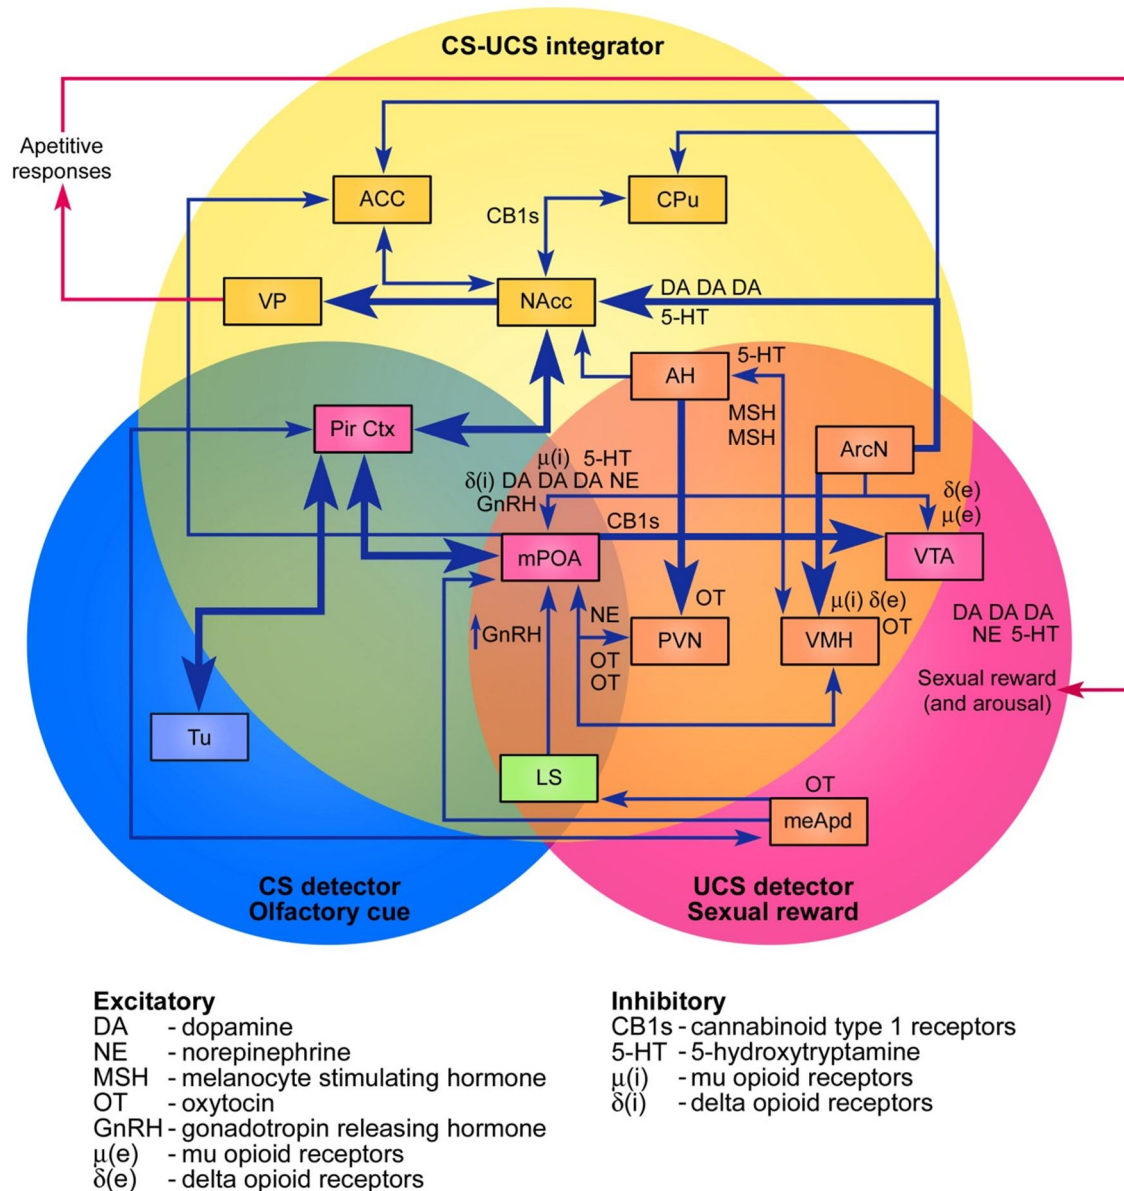 CS-UCS integrator
Apetitive
responses
ACC
CPu
CB1s
VP
NAcc
DA DA DA
5-HT
AH
5-HT
MSH
MSH
Pir Ctx
ArcN
μ(i) 5-HT
δ(i) DA DA DA NE
GnRH
δ(e)
μ(e)
CB1s
mPOA
VTA
OT
μ(i) δ(e)
OT
DA DA DA
NE 5-HT
GnRH
NE
OT
OT
PVN
VMH
Sexual reward
(and arousal)
Tu
LS
OT
meApd
CS detector
Olfactory cue
UCS detector
Sexual reward
Excitatory
DA - dopamine
NE - norepinephrine
MSH - melanocyte stimulating hormone
OT - oxytocin
GnRH - gonadotropin releasing hormone
μ(e) - mu opioid receptors
δ(e) - delta opioid receptors
Inhibitory
CB1s - cannabinoid type 1 receptors
5-HT - 5-hydroxytryptamine
μ(i) - mu opioid receptors
δ(i) - delta opioid receptors